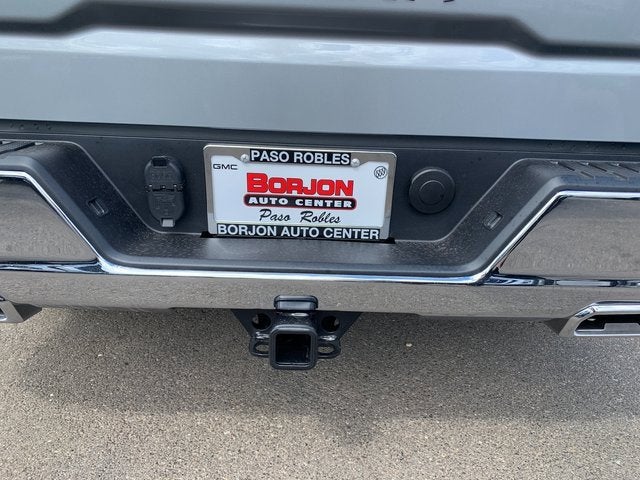 PASO ROBLES
GMC
BORJON
AUTO CENTER
Paso Robles
BORJON AUTO CENTER